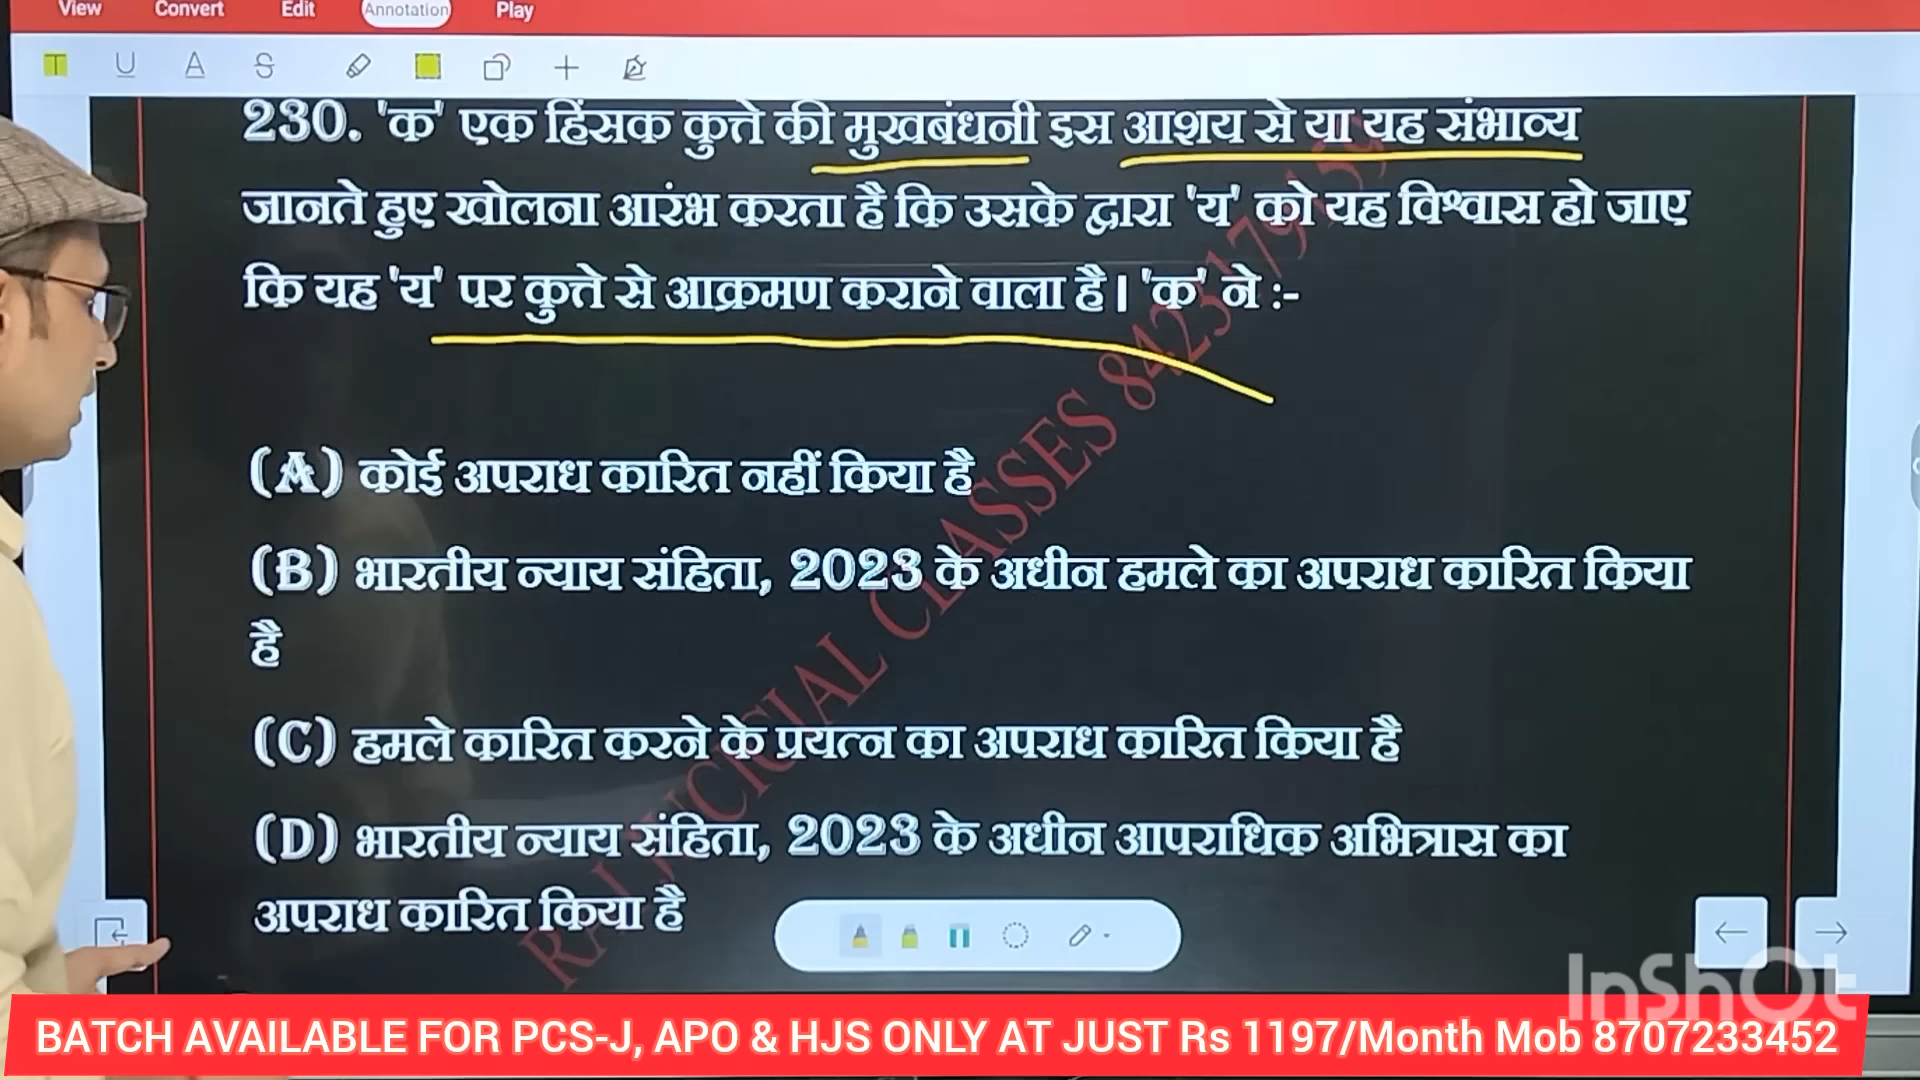 View Convert Edit Annotation Play
T U A S
230. 'क' एक हिंसक कुत्ते की मुखबंधनी इस आशय से या यह संभाव्य
जानते हुए खोलना आरंभ करता है कि उसके द्वारा 'य' को यह विश्वास हो जाए
कि यह 'य' पर कुत्ते से आक्रमण कराने वाला है। 'क' ने :-
(A) कोई अपराध कारित नहीं किया है
(B) भारतीय न्याय संहिता, 2023 के अधीन हमले का अपराध कारित किया
है
(C) हमले कारित करने के प्रयत्न का अपराध कारित किया है
(D) भारतीय न्याय संहिता, 2023 के अधीन आपराधिक अभित्रास का
अपराध कारित किया है
CLASSES
InShOt
BATCH AVAILABLE FOR PCS-J, APO & HJS ONLY AT JUST Rs 1197/Month Mob 8707233452